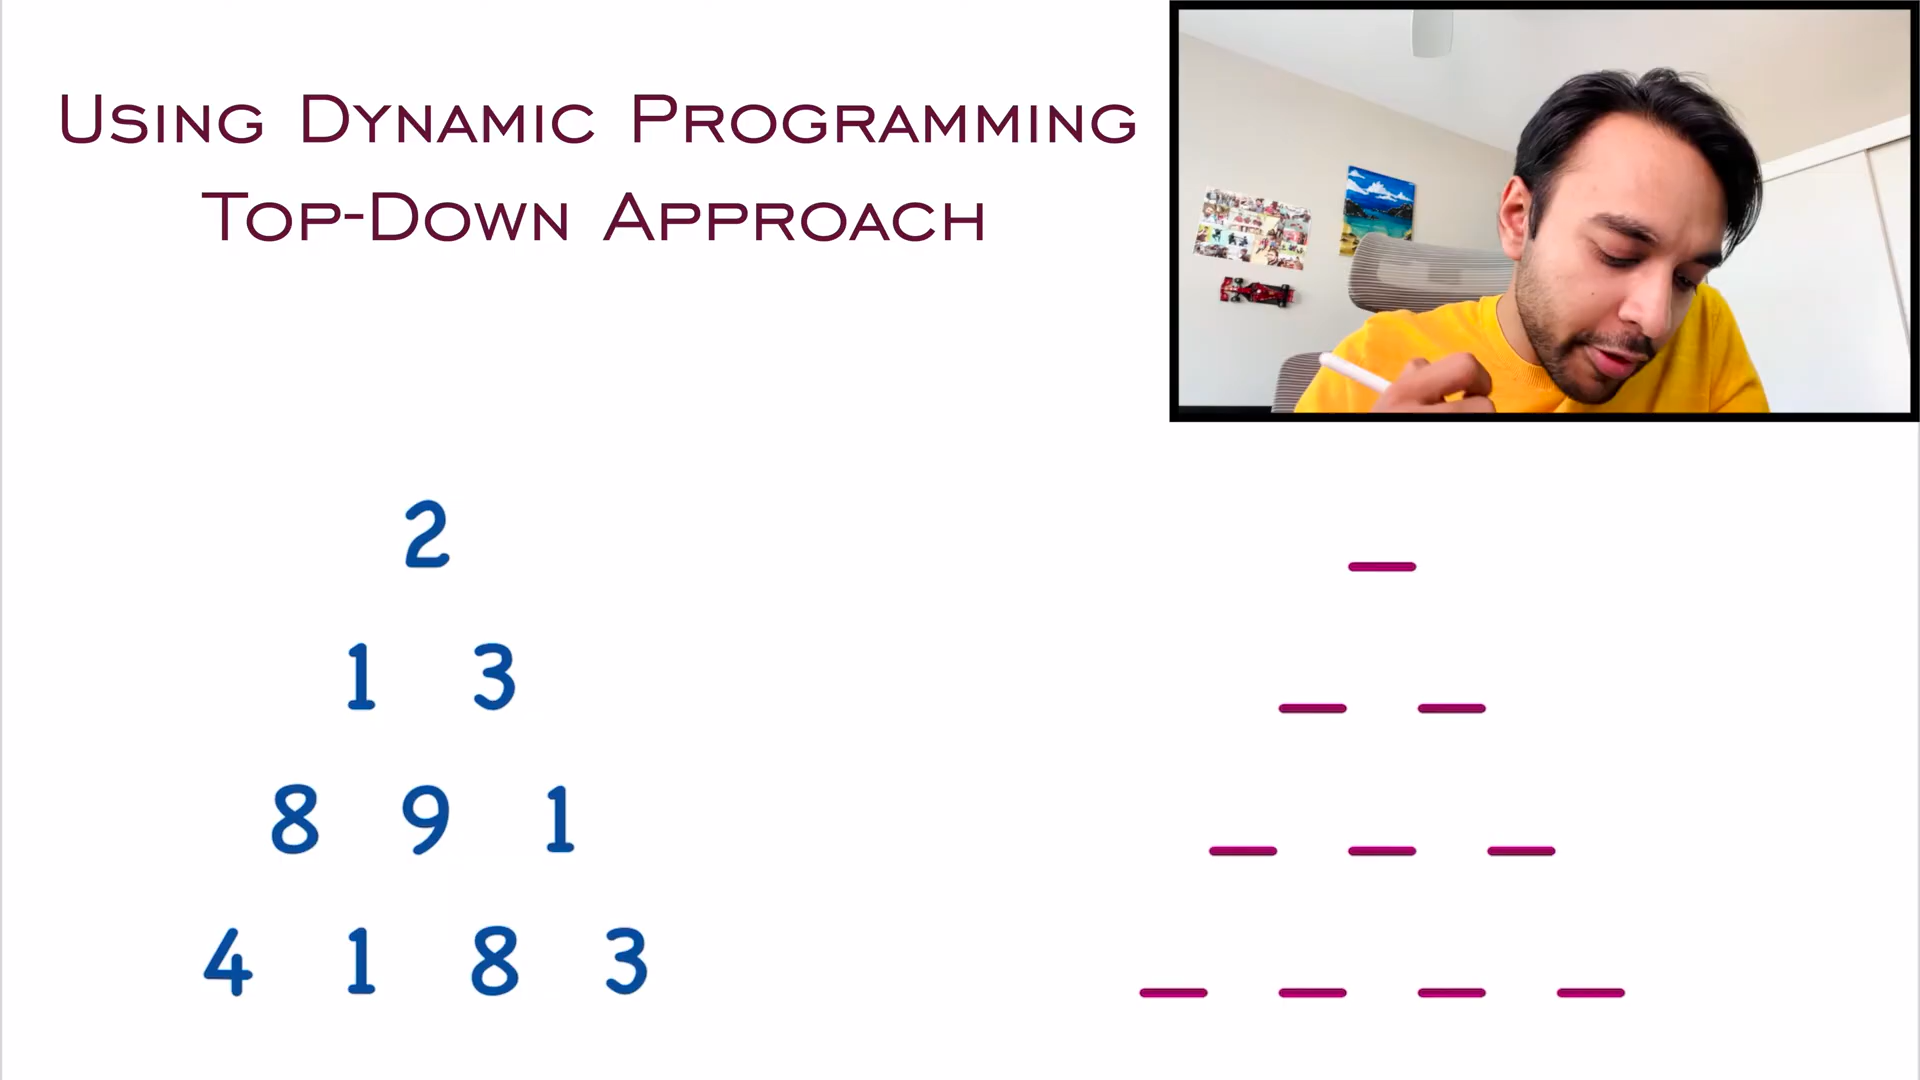 Using Dynamic Programming
Top-Down Approach
2
1 3
8 9 1
4 1 8 3